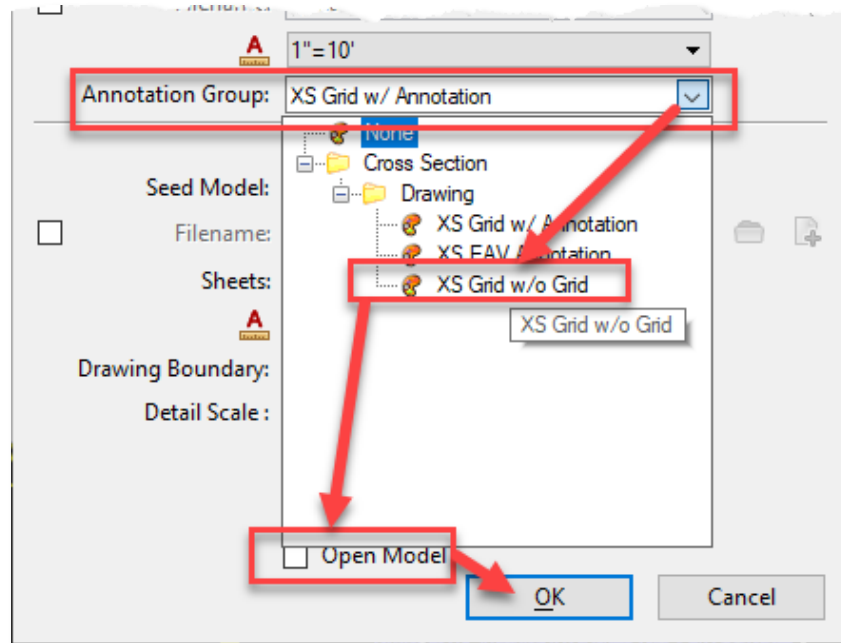 1"=10'
Annotation Group: XS Grid w/ Annotation
None
Cross Section
Seed Model:
Drawing
XS Grid w/ Annotation
Filename:
XS EAV Annotation
Sheets:
XS Grid w/o Grid
XS Grid w/o Grid
Drawing Boundary:
Detail Scale :
Open Model
OK
Cancel